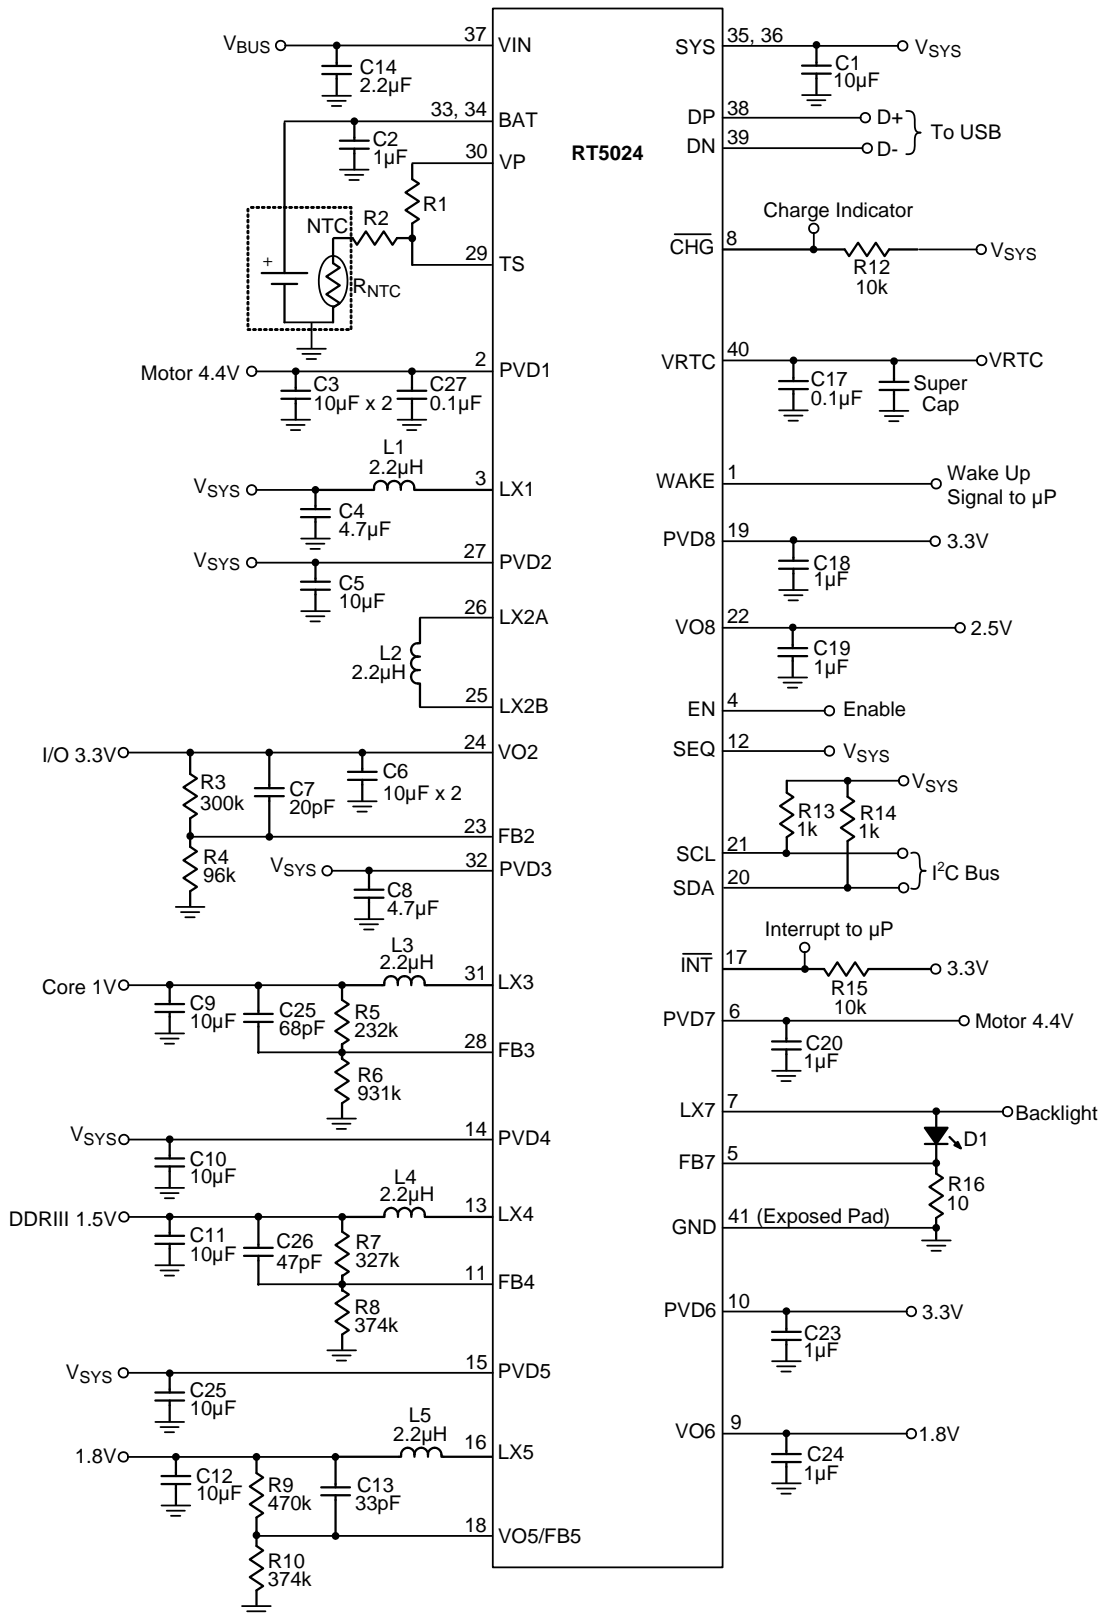 RT5024
VBUS
37
VIN
C14
2.2µF
33, 34
BAT
C2
1µF
30
VP
R1
NTC
R2
29
TS
+
RNTC
Motor 4.4V
2
PVD1
C3
10µF x 2
C27
0.1µF
L1
2.2µH
VSYS
3
LX1
C4
4.7µF
VSYS
27
PVD2
C5
10µF
26
LX2A
L2
2.2µH
25
LX2B
I/O 3.3V
24
VO2
R3
300k
C7
20pF
C6
10µF x 2
23
FB2
R4
96k
VSYS
32
PVD3
C8
4.7µF
L3
2.2µH
Core 1V
31
LX3
C9
10µF
C25
68pF
R5
232k
28
FB3
R6
931k
VSYS
14
PVD4
C10
10µF
L4
2.2µH
DDRIII 1.5V
13
LX4
C11
10µF
C26
47pF
R7
327k
11
FB4
R8
374k
VSYS
15
PVD5
C25
10µF
L5
2.2µH
1.8V
16
LX5
C12
10µF
R9
470k
C13
33pF
18
VO5/FB5
R10
374k
SYS
35, 36
VSYS
C1
10µF
DP
38
D+
To USB
DN
39
D-
Charge Indicator
CHG
8
VSYS
R12
10k
VRTC
40
VRTC
C17
0.1µF
Super
Cap
WAKE
1
Wake Up
Signal to µP
PVD8
19
3.3V
C18
1µF
VO8
22
2.5V
C19
1µF
EN
4
Enable
SEQ
12
VSYS
VSYS
R13
1k
R14
1k
SCL
21
I2C Bus
SDA
20
Interrupt to µP
INT
17
3.3V
R15
10k
PVD7
6
Motor 4.4V
C20
1µF
LX7
7
Backlight
D1
FB7
5
R16
10
GND
41 (Exposed Pad)
PVD6
10
3.3V
C23
1µF
VO6
9
1.8V
C24
1µF